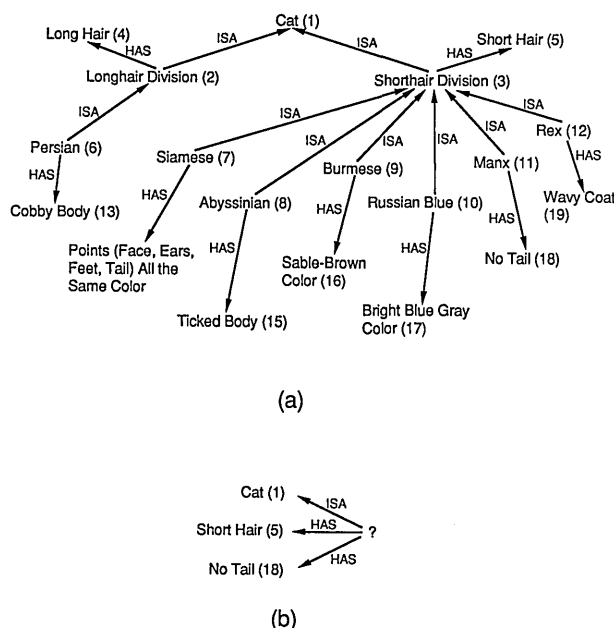 Cat (1)
Long Hair (4)
HAS
ISA
ISA
HAS
Short Hair (5)
Longhair Division (2)
Shorthair Division (3)
ISA
ISA
ISA
ISA
ISA
ISA
ISA
Persian (6)
Siamese (7)
Burmese (9)
Manx (11)
Rex (12)
HAS
HAS
HAS
HAS
HAS
Abyssinian (8)
Russian Blue (10)
Cobby Body (13)
Wavy Coat
(19)
HAS
HAS
Points (Face, Ears,
Feet, Tail) All the
Same Color
Sable-Brown
Color (16)
No Tail (18)
Ticked Body (15)
Bright Blue Gray
Color (17)
(a)
Cat (1)
ISA
Short Hair (5)
HAS
?
No Tail (18)
HAS
(b)